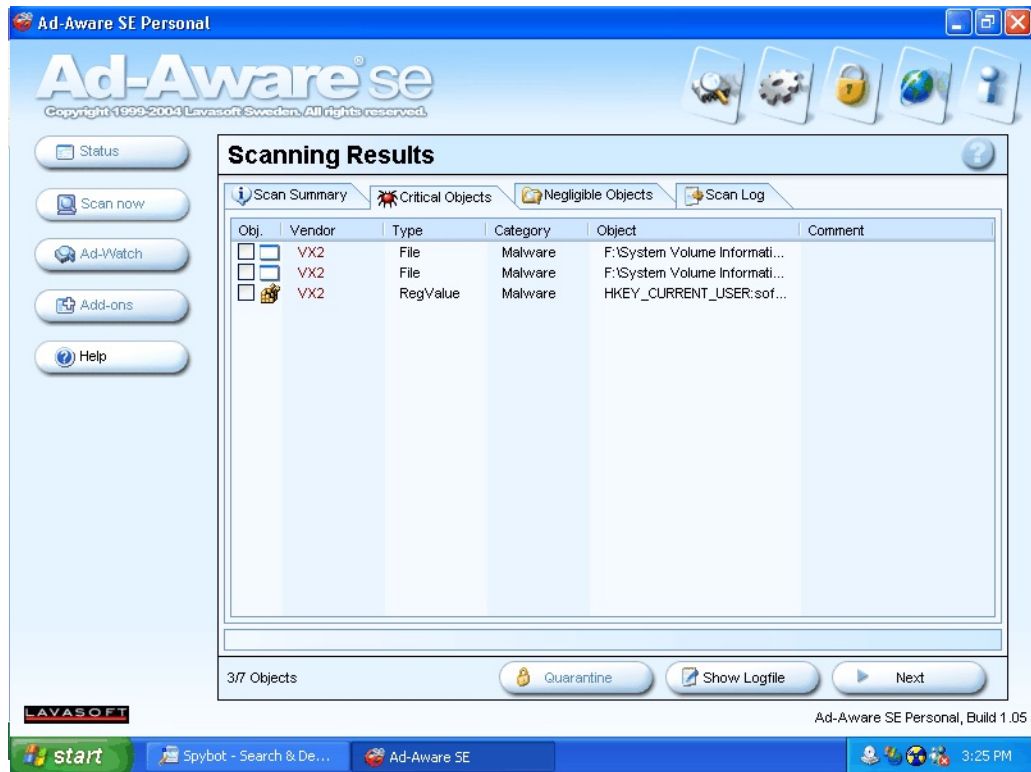 Ad-Aware SE Personal
Ad-Aware se
Copyright 1999-2004 Lavasoft Sweden. All rights reserved.
Status
Scan now
Ad-Watch
Add-ons
Help
Scanning Results
Scan Summary
Critical Objects
Negligible Objects
Scan Log
Obj. Vendor Type Category Object Comment
VX2 File Malware F:\System Volume Informati...
VX2 File Malware F:\System Volume Informati...
VX2 RegValue Malware HKEY_CURRENT_USER:sof...
3/7 Objects
Quarantine
Show Logfile
Next
LAVASOFT
Ad-Aware SE Personal, Build 1.05
start
Spybot - Search & De...
Ad-Aware SE
3:25 PM